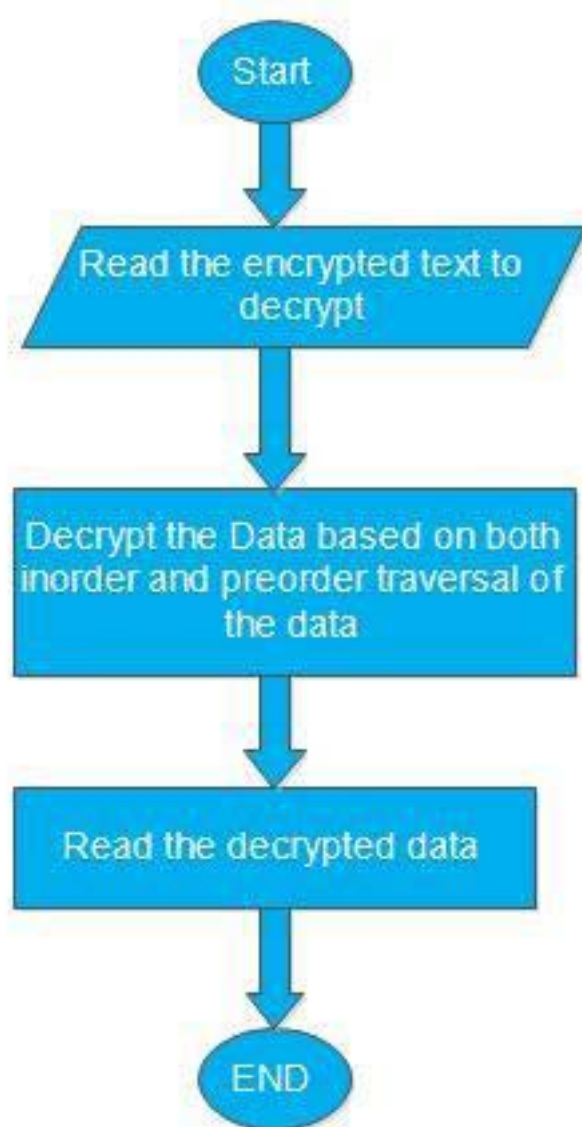 Start
Read the encrypted text to
decrypt
Decrypt the Data based on both
inorder and preorder traversal of
the data
Read the decrypted data
END